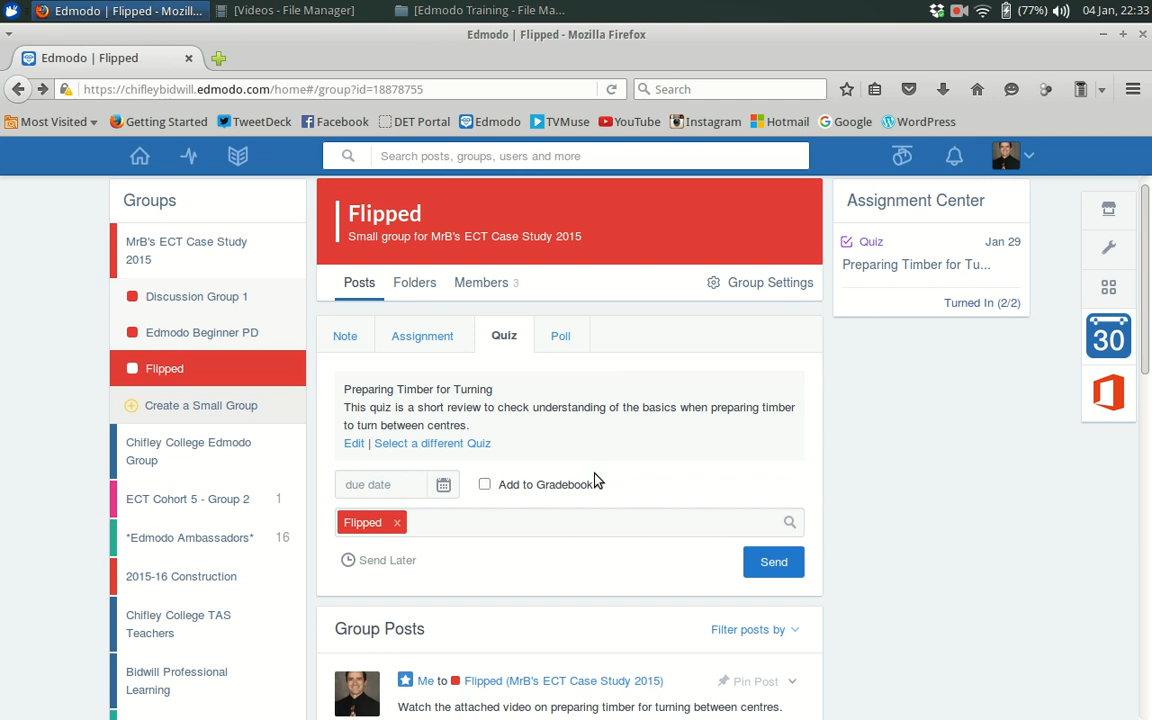 Edmodo | Flipped - Mozill...
[Videos - File Manager]
[Edmodo Training - File Ma...
(77%)
04 Jan, 22:33
Edmodo | Flipped - Mozilla Firefox
Edmodo | Flipped
https://chifleybidwill.edmodo.com/home#/group?id=18878755
Search
Most Visited
Getting Started
TweetDeck
Facebook
DET Portal
Edmodo
TVMuse
YouTube
Instagram
Hotmail
Google
WordPress
Search posts, groups, users and more
Groups
MrB's ECT Case Study
2015
Discussion Group 1
Edmodo Beginner PD
Flipped
Create a Small Group
Chifley College Edmodo
Group
ECT Cohort 5 - Group 2 1
*Edmodo Ambassadors* 16
2015-16 Construction
Chifley College TAS
Teachers
Bidwill Professional
Learning
Flipped
Small group for MrB's ECT Case Study 2015
Posts
Folders
Members 3
Group Settings
Note
Assignment
Quiz
Poll
Preparing Timber for Turning
This quiz is a short review to check understanding of the basics when preparing timber
to turn between centres.
Edit | Select a different Quiz
due date
Add to Gradebook
Flipped x
Send Later
Send
Group Posts
Filter posts by
Me to Flipped (MrB's ECT Case Study 2015)
Pin Post
Watch the attached video on preparing timber for turning between centres.
Assignment Center
Quiz
Jan 29
Preparing Timber for Tu...
Turned In (2/2)
30